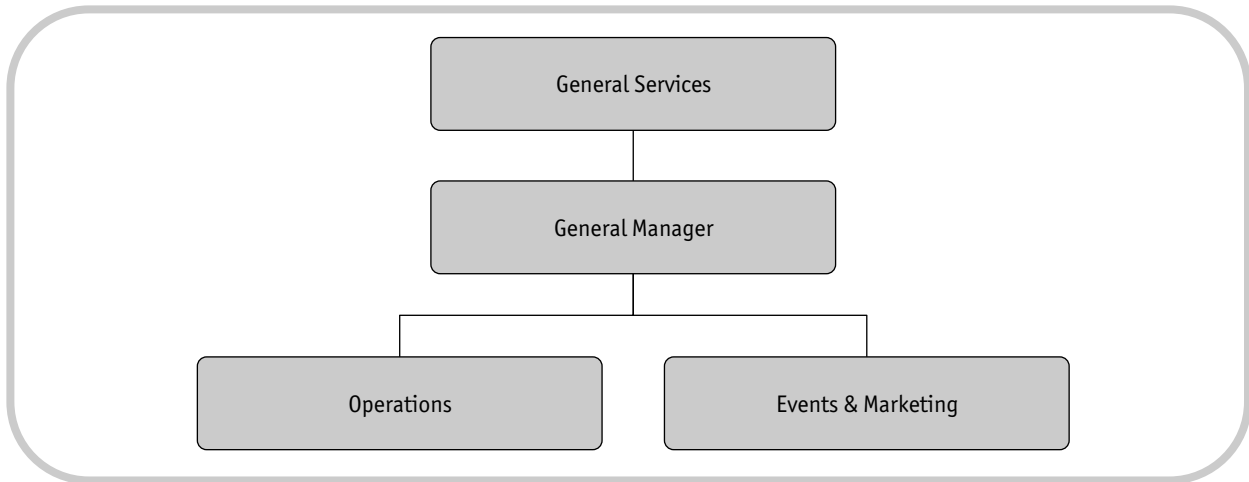 General Services
General Manager
Operations
Events & Marketing